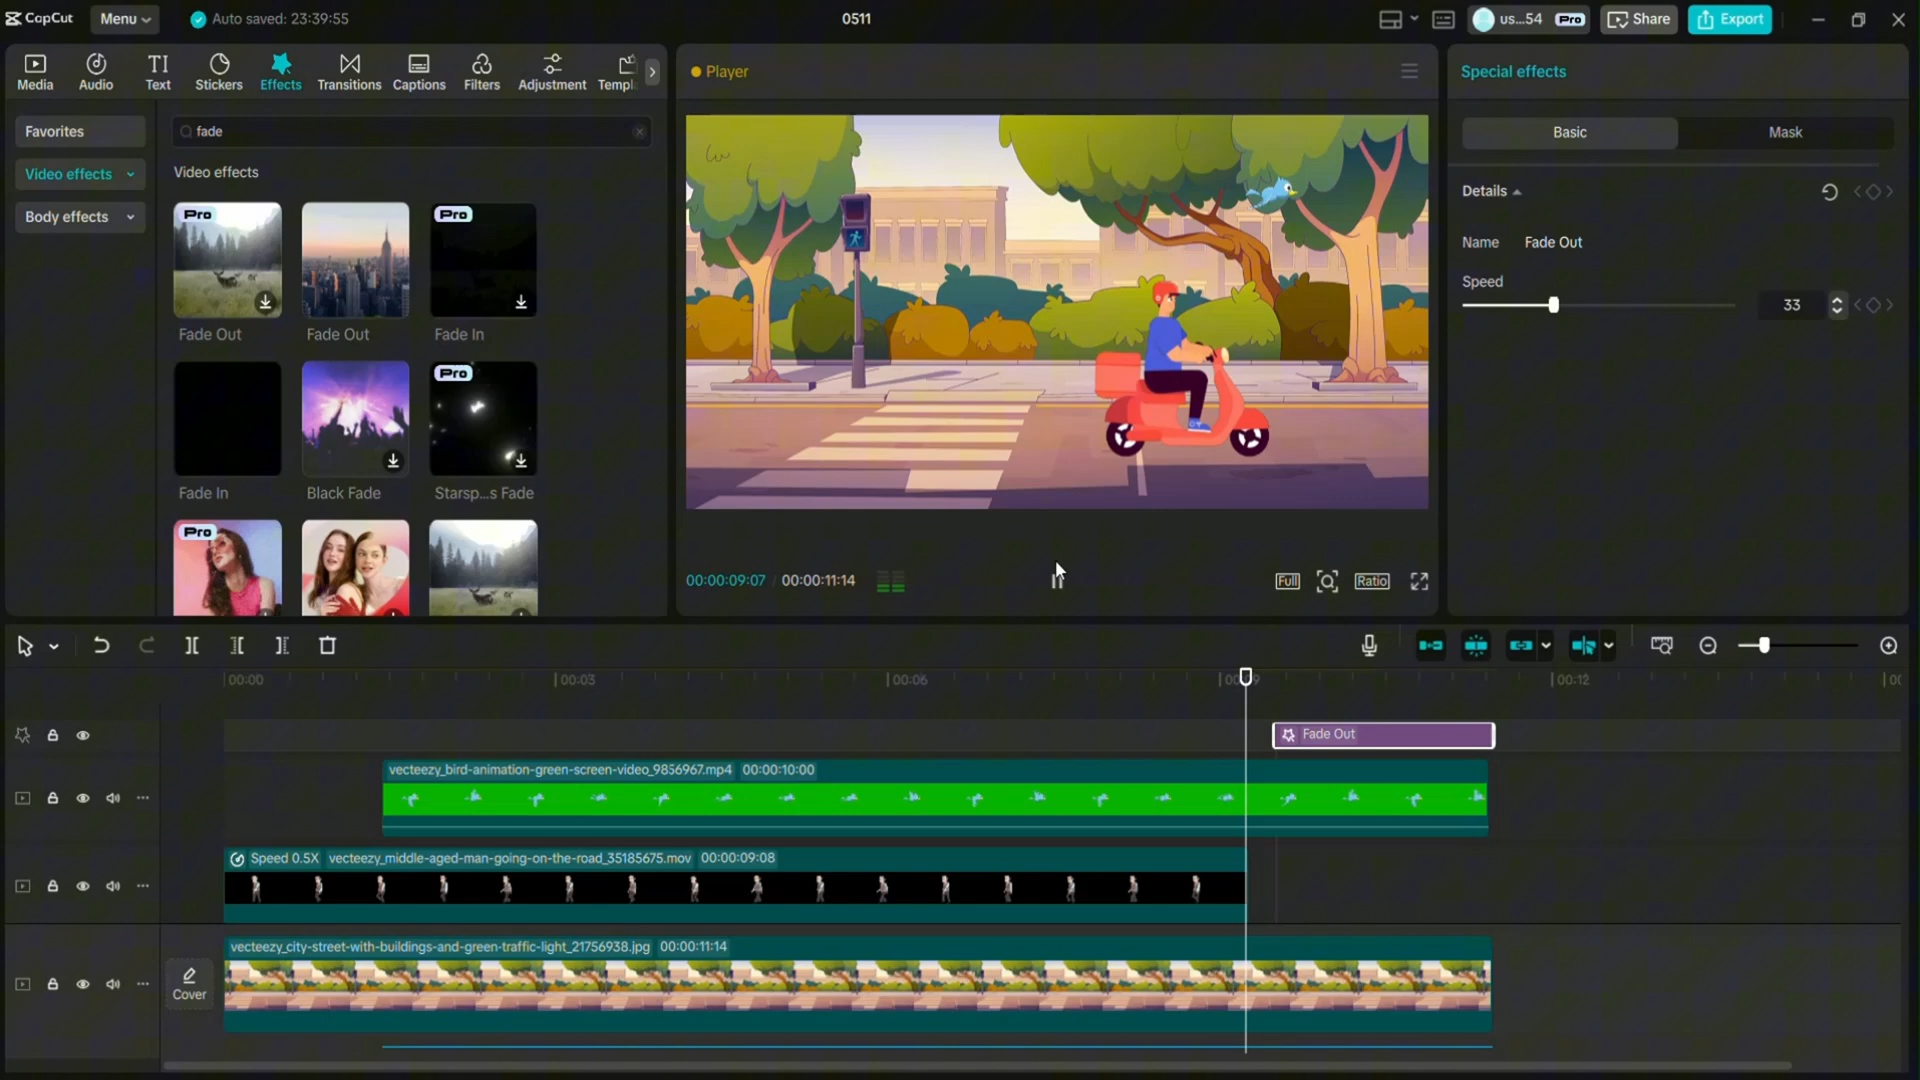 CapCut
Menu
Auto saved: 23:39:55
0511
us...54
Pro
Share
Export
Media
Audio
TI
Text
Stickers
Effects
Transitions
Captions
Filters
Adjustment
Templ
Favorites
Video effects
Body effects
fade
Video effects
Pro
Fade Out
Fade Out
Pro
Fade In
Fade In
Black Fade
Pro
Starsp...s Fade
Pro
Player
00:00:09:07 / 00:00:11:14
Full
Ratio
Special effects
Basic
Mask
Details
Name
Fade Out
Speed
33
00:00
00:03
00:06
00:12
Fade Out
vecteezy_bird-animation-green-screen-video_9856967.mp4 00:00:10:00
Speed 0.5X vecteezy_middle-aged-man-going-on-the-road_35185675.mov 00:00:09:08
vecteezy_city-street-with-buildings-and-green-traffic-light_21756938.jpg 00:00:11:14
Cover